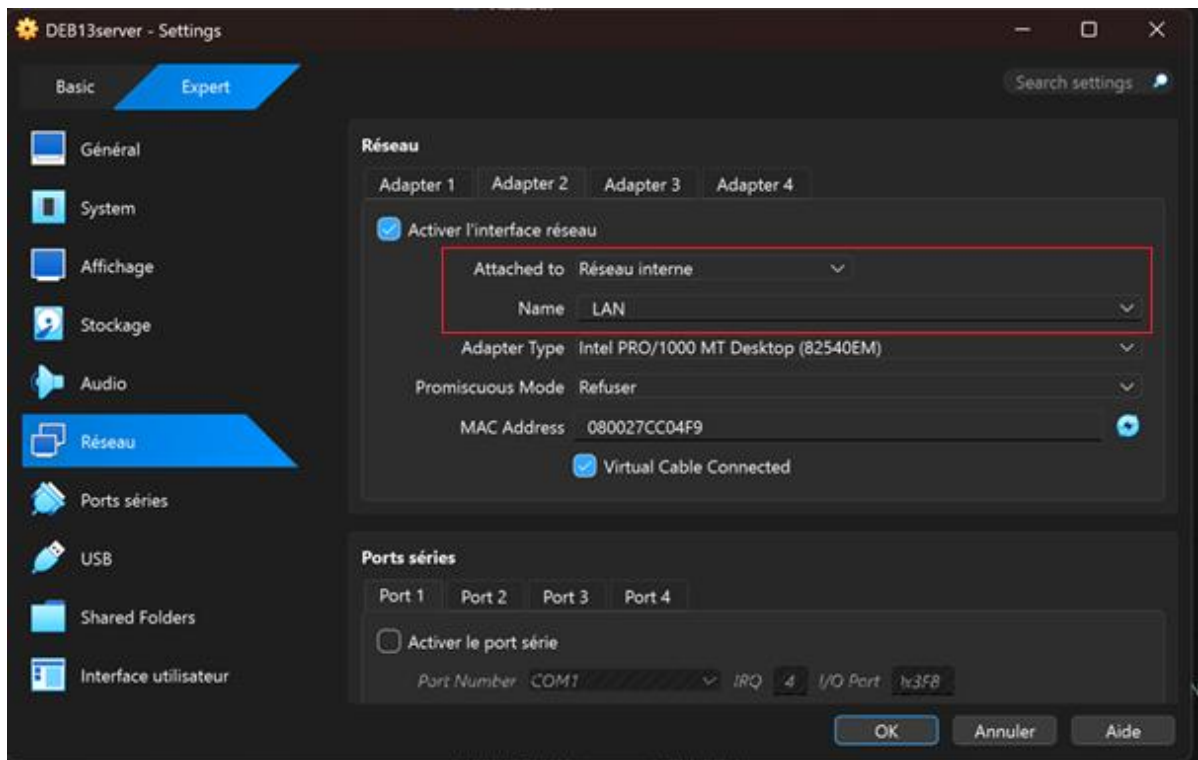 DEB13server - Settings
Basic
Expert
Search settings
Général
System
Affichage
Stockage
Audio
Réseau
Ports séries
USB
Shared Folders
Interface utilisateur
Réseau
Adapter 1 Adapter 2 Adapter 3 Adapter 4
Activer l'interface réseau
Attached to Réseau interne
Name LAN
Adapter Type Intel PRO/1000 MT Desktop (82540EM)
Promiscuous Mode Refuser
MAC Address 080027CC04F9
Virtual Cable Connected
Ports séries
Port 1 Port 2 Port 3 Port 4
Activer le port série
Port Number COM1 IRQ 4 I/O Port
OK Annuler Aide